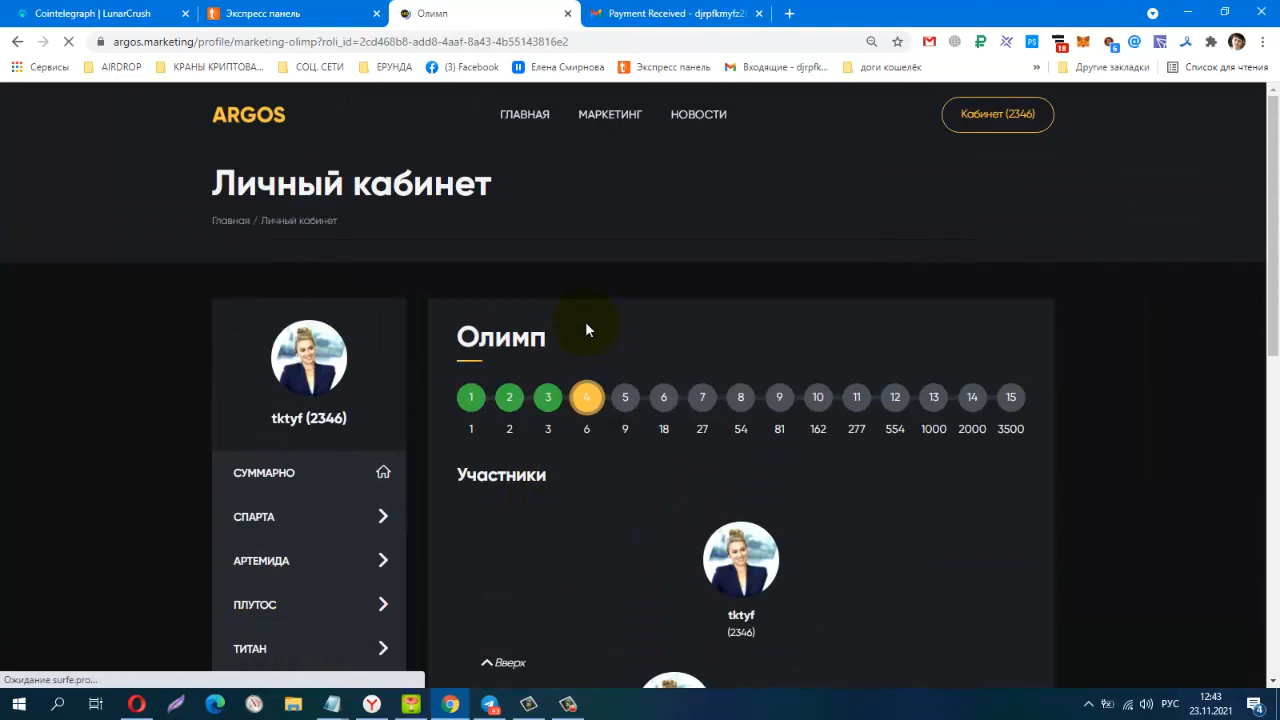 Cointelegraph | LunarCrush
Экспресс панель
Олимп
Payment Received - djrpfkmyfz2
argos.marketing/profile/marketing-olimp?roli_id=2cd468b8-add8-4aaf-8a43-4b55143816e2
18
6
Сервисы
AIRDROP
КРАНЫ КРИПТОВА...
СОЦ. СЕТИ
ЕРУНДА
(3) Facebook
Елена Смирнова
Экспресс панель
Входящие - djrpfk...
доги кошелёк
»
Другие закладки
Список для чтения
ARGOS
ГЛАВНАЯ
МАРКЕТИНГ
НОВОСТИ
Кабинет (2346)
Личный кабинет
Главная / Личный кабинет
tktyf (2346)
СУММАРНО
СПАРТА
АРТЕМИДА
ПЛУТОС
ТИТАН
Олимп
1 2 3 4 5 6 7 8 9 10 11 12 13 14 15
1 2 3 6 9 18 27 54 81 162 277 554 1000 2000 3500
Участники
tktyf
(2346)
Вверх
Ожидание surfe.pro...
РУС
12:43
23.11.2021
4